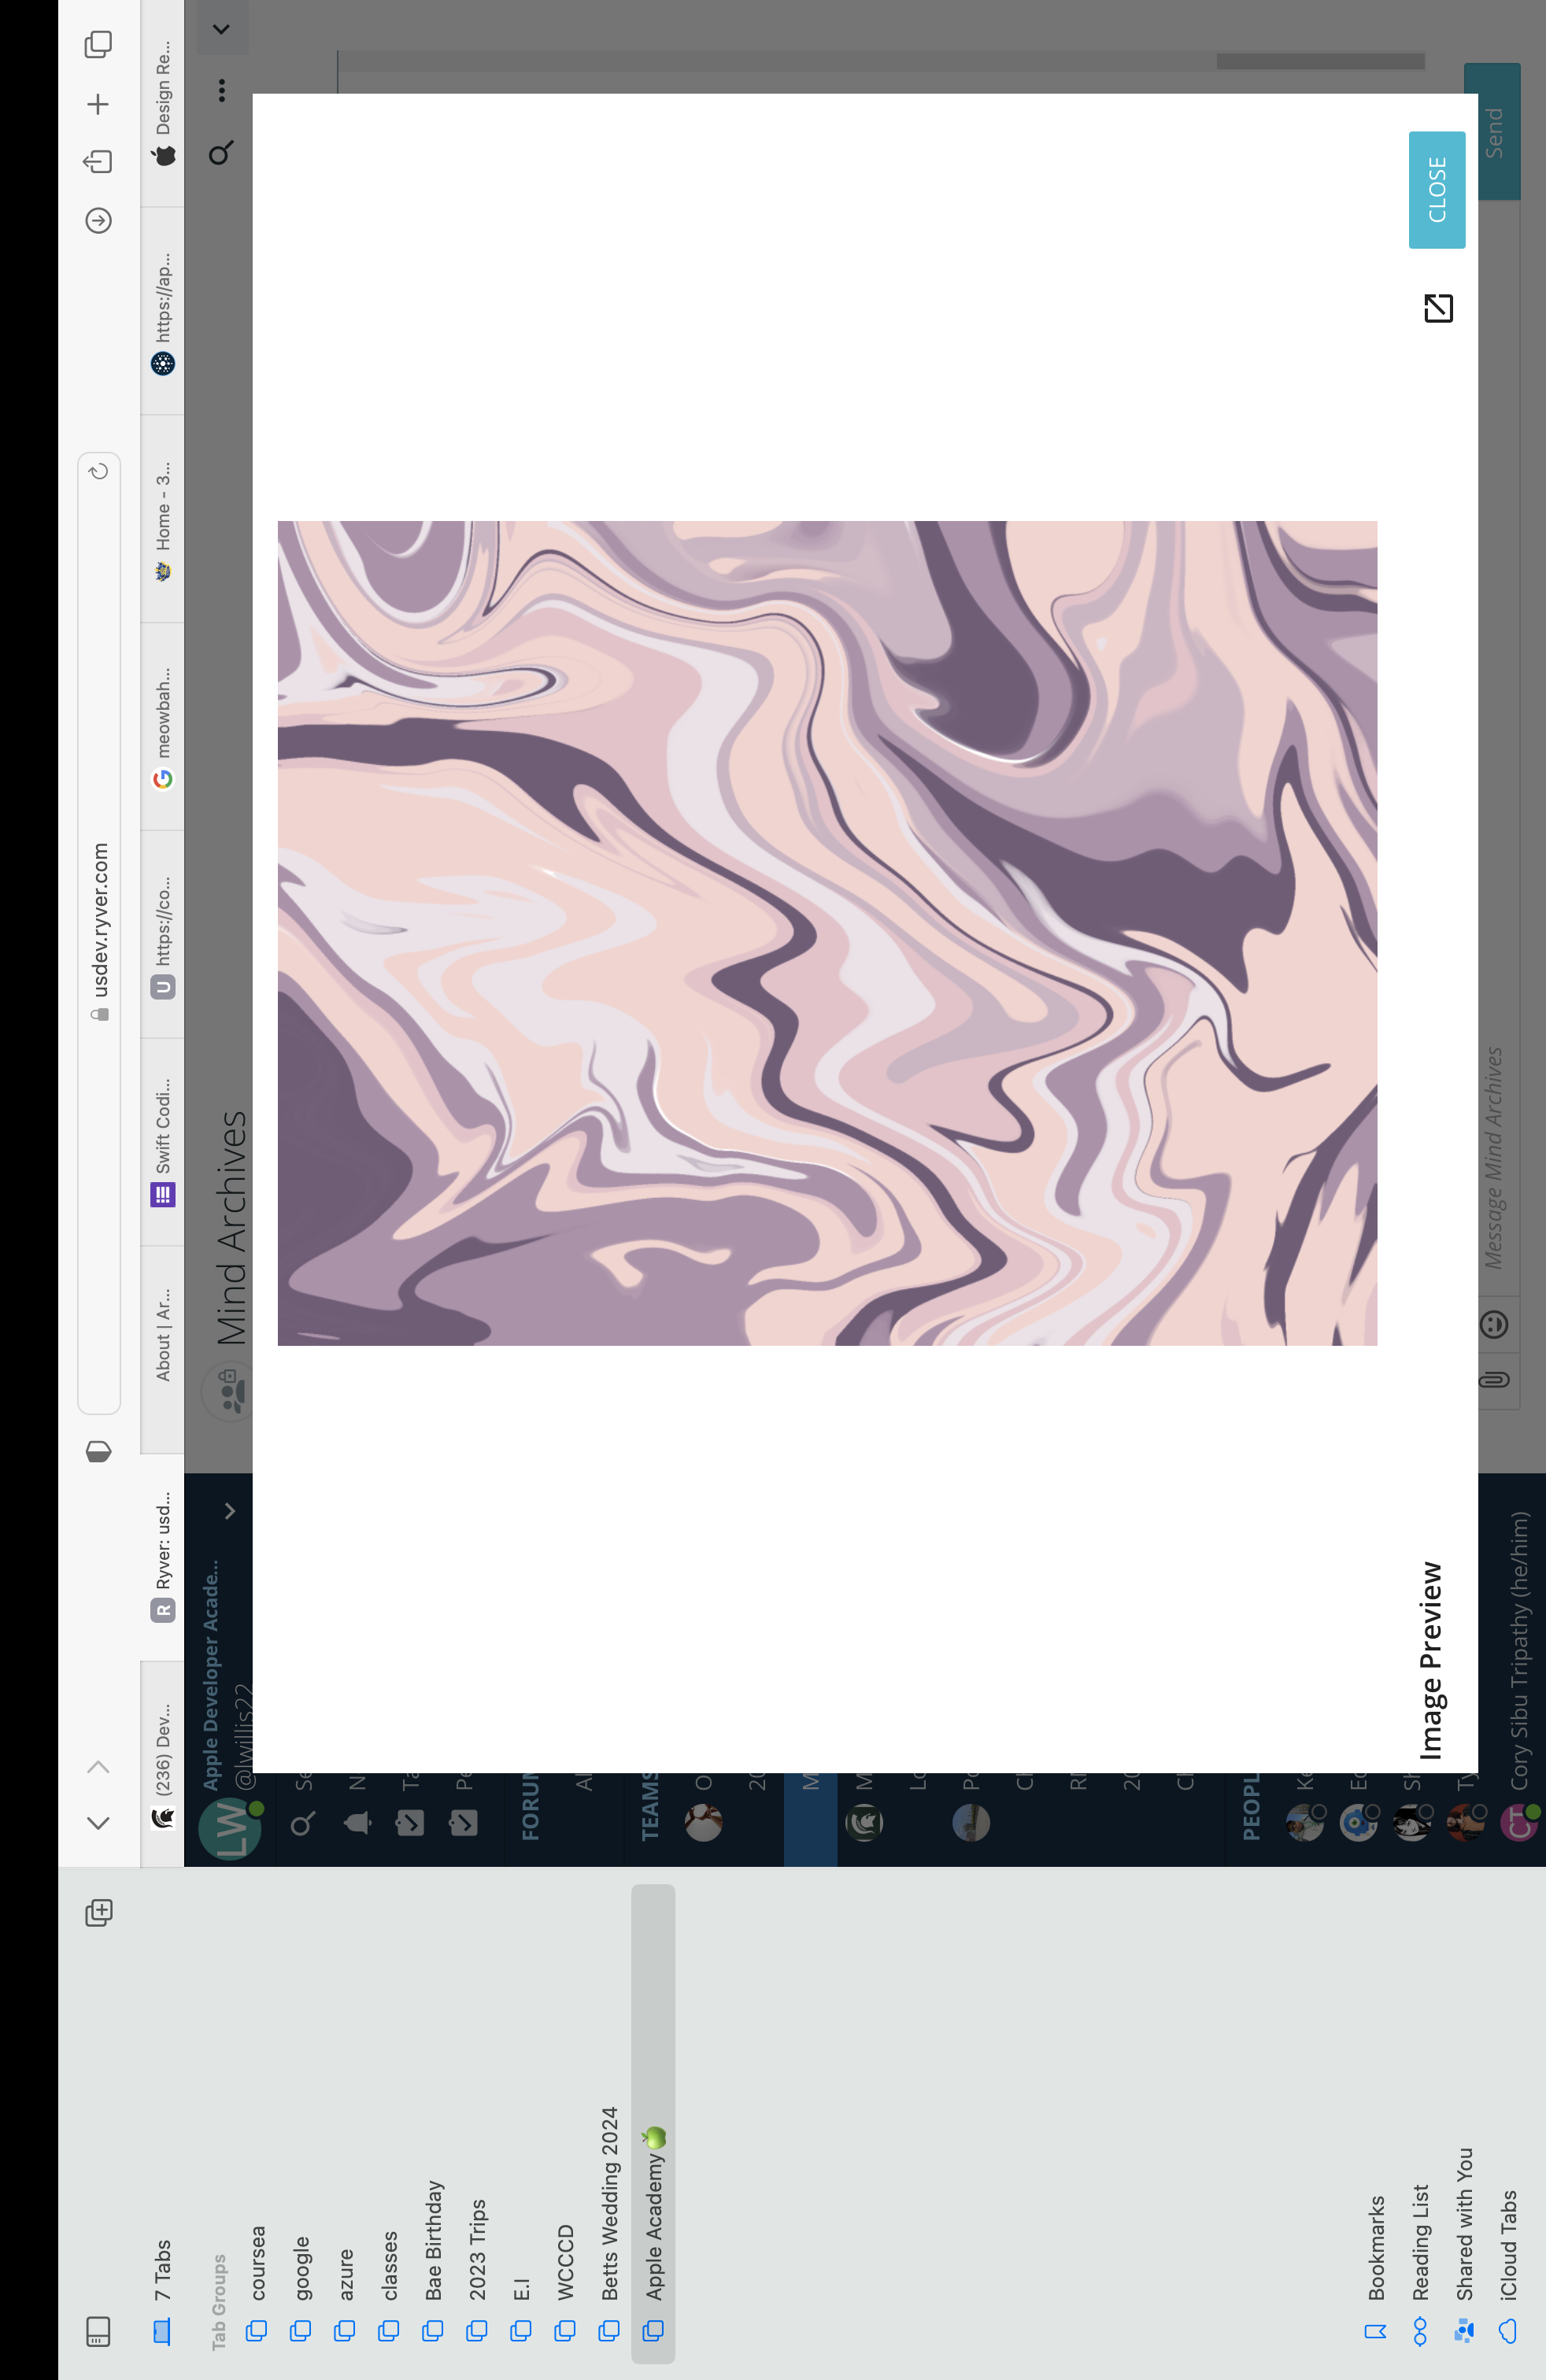 usdev.ryver.com
(236) Dev...
Ryver: usd...
About | Ar...
Swift Codi...
https://co...
meowbah...
Home - 3...
https://ap...
Design Re...
7 Tabs
Tab Groups
coursea
google
azure
classes
Bae Birthday
2023 Trips
E.I
WCCCD
Betts Wedding 2024
Apple Academy
Bookmarks
Reading List
Shared with You
iCloud Tabs
LW
Apple Developer Acade...
@lwillis22
FORUM
TEAMS
PEOPL
CT
Cory Sibu Tripathy (he/him)
Mind Archives
Image Preview
CLOSE
Message Mind Archives
Send